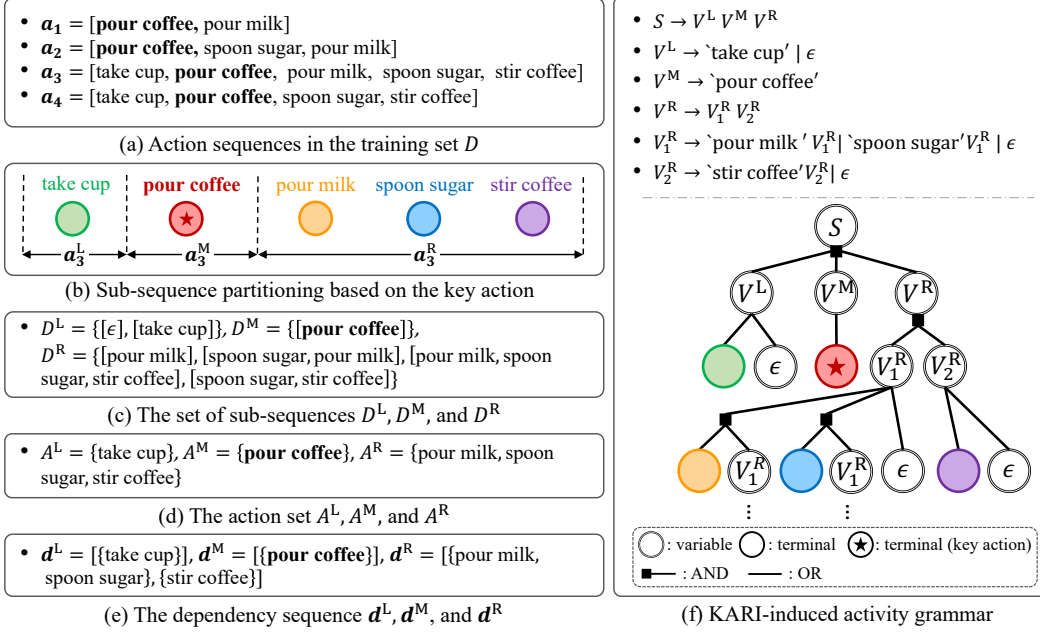 • a₁ = [pour coffee, pour milk]
• a₂ = [pour coffee, spoon sugar, pour milk]
• a₃ = [take cup, pour coffee, pour milk, spoon sugar, stir coffee]
• a₄ = [take cup, pour coffee, spoon sugar, stir coffee]
(a) Action sequences in the training set D
take cup pour coffee pour milk spoon sugar stir coffee
a₃ᴸ a₃ᴹ a₃ᴿ
(b) Sub-sequence partitioning based on the key action
• Dᴸ = {[ϵ], [take cup]}, Dᴹ = {[pour coffee]},
Dᴿ = {[pour milk], [spoon sugar, pour milk], [pour milk, spoon
sugar, stir coffee], [spoon sugar, stir coffee]}
(c) The set of sub-sequences Dᴸ, Dᴹ, and Dᴿ
• Aᴸ = {take cup}, Aᴹ = {pour coffee}, Aᴿ = {pour milk, spoon
sugar, stir coffee}
(d) The action set Aᴸ, Aᴹ, and Aᴿ
• dᴸ = [{take cup}], dᴹ = [{pour coffee}], dᴿ = [{pour milk,
spoon sugar}, {stir coffee}]
(e) The dependency sequence dᴸ, dᴹ, and dᴿ
• S → Vᴸ Vᴹ Vᴿ
• Vᴸ → `take cup' | ϵ
• Vᴹ → `pour coffee'
• Vᴿ → V₁ᴿ V₂ᴿ
• V₁ᴿ → `pour milk ' V₁ᴿ| `spoon sugar'V₁ᴿ | ϵ
• V₂ᴿ → `stir coffee'V₂ᴿ| ϵ
S
Vᴸ Vᴹ Vᴿ
ϵ V₁ᴿ V₂ᴿ
V₁ᴿ V₁ᴿ ϵ ϵ
⋮ ⋮
: variable : terminal : terminal (key action)
: AND : OR
(f) KARI-induced activity grammar